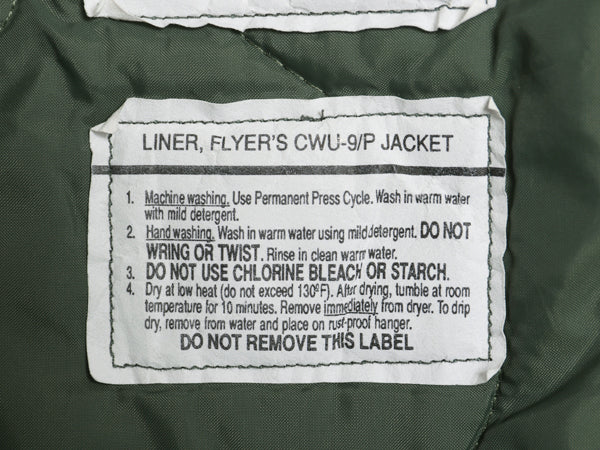 LINER, FLYER'S CWU-9/P JACKET
1. Machine washing. Use Permanent Press Cycle. Wash in warm water
with mild detergent.
2. Hand washing. Wash in warm water using mild detergent. DO NOT
WRING OR TWIST. Rinse in clean warm water.
3. DO NOT USE CHLORINE BLEACH OR STARCH.
4. Dry at low heat (do not exceed 130ºF). After drying, tumble at room
temperature for 10 minutes. Remove immediately from dryer. To drip
dry, remove from water and place on rust-proof hanger.
DO NOT REMOVE THIS LABEL